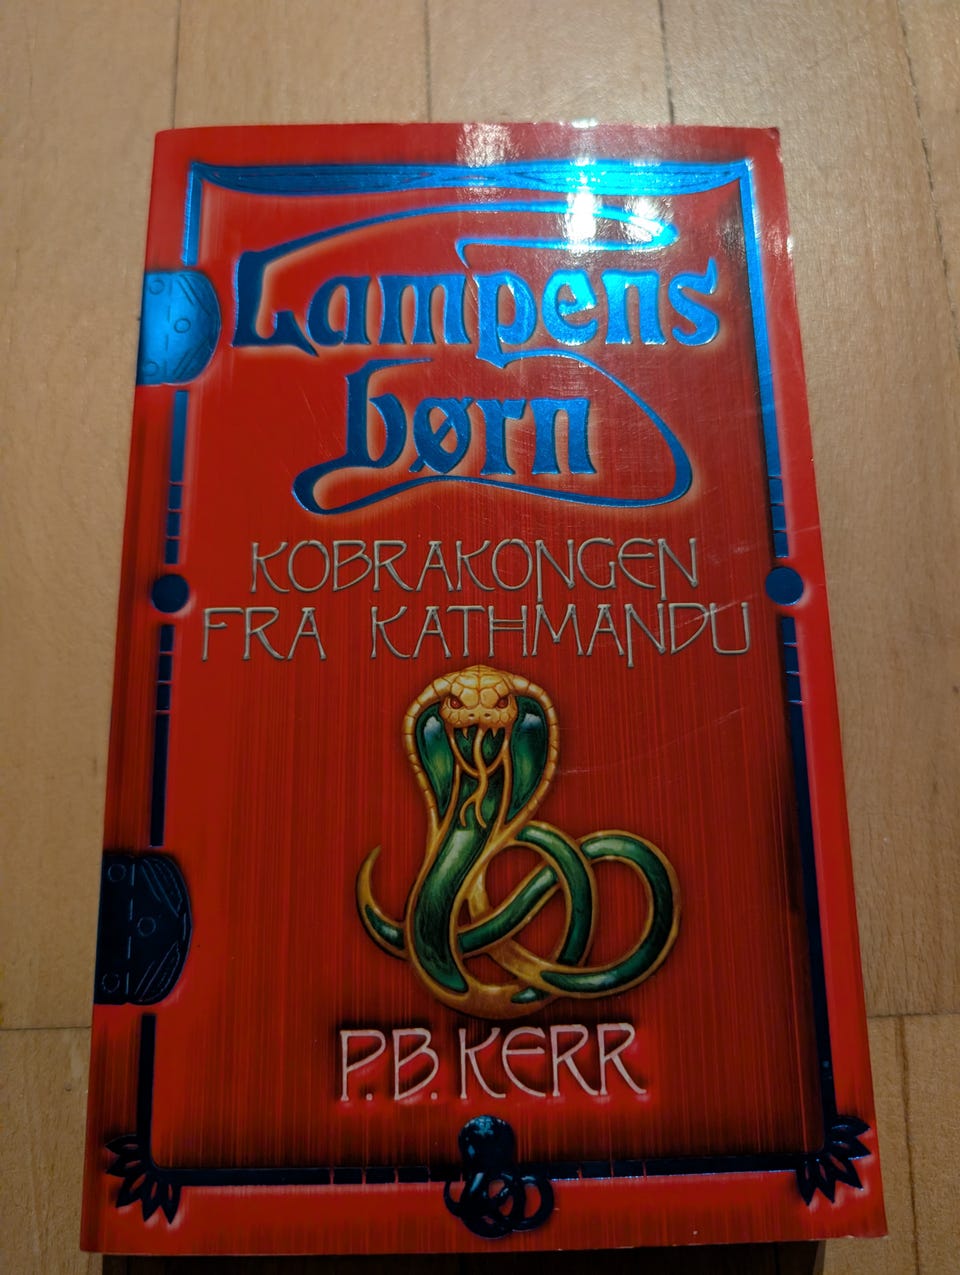 Lampens
børn
KOBRAKONGEN
FRA KATHMANDU
P.B. KERR